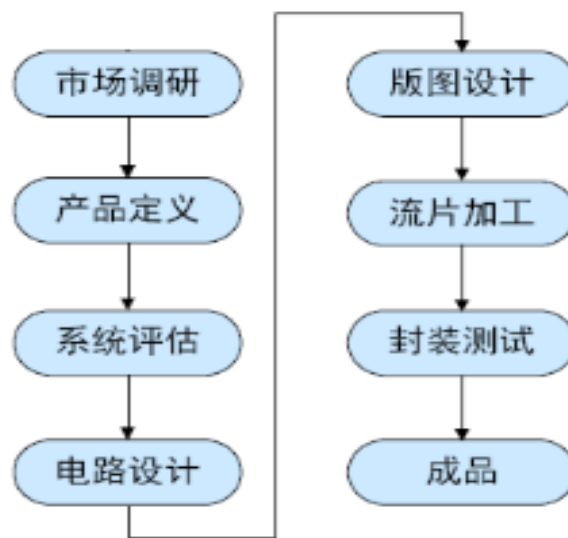 市场调研
产品定义
系统评估
电路设计
版图设计
流片加工
封装测试
成品